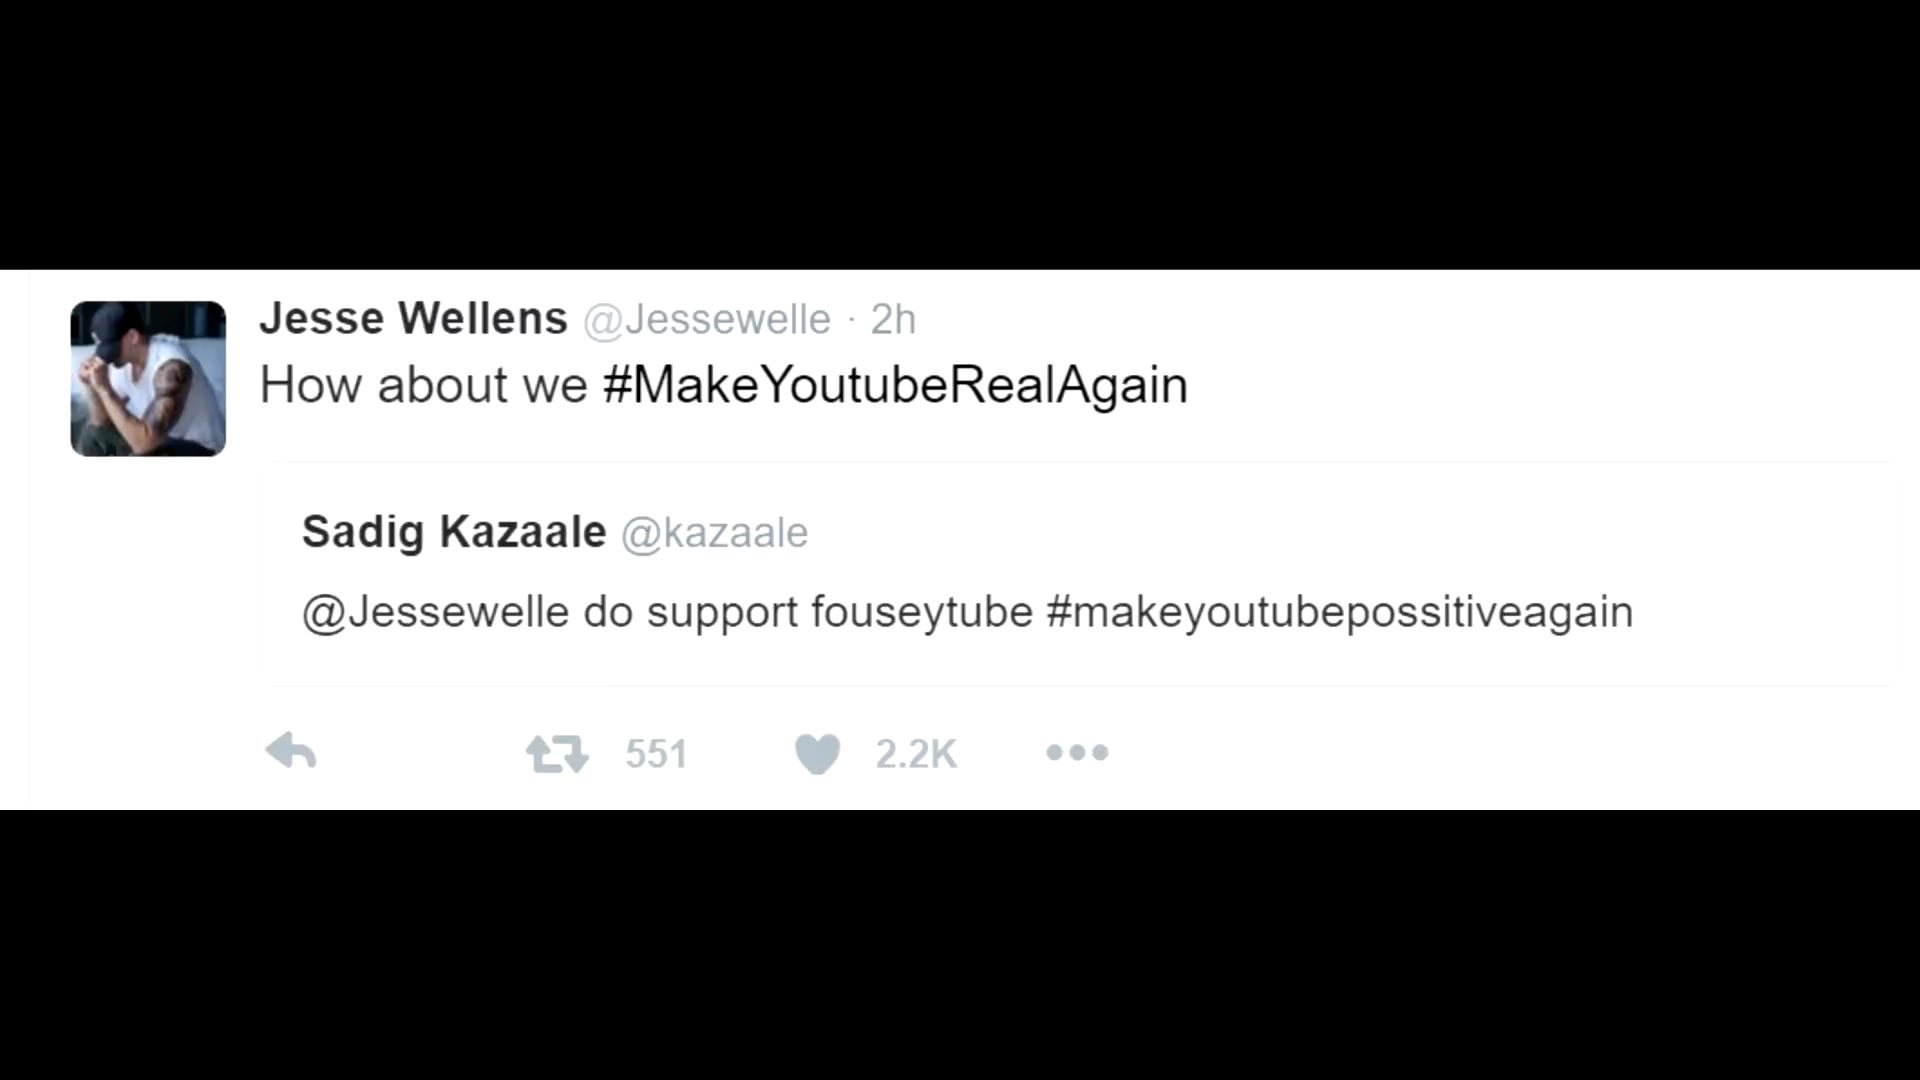 Jesse Wellens @Jessewelle · 2h
How about we #MakeYoutubeRealAgain
Sadig Kazaale @kazaale
@Jessewelle do support fouseytube #makeyoutubepossitiveagain
551 2.2K